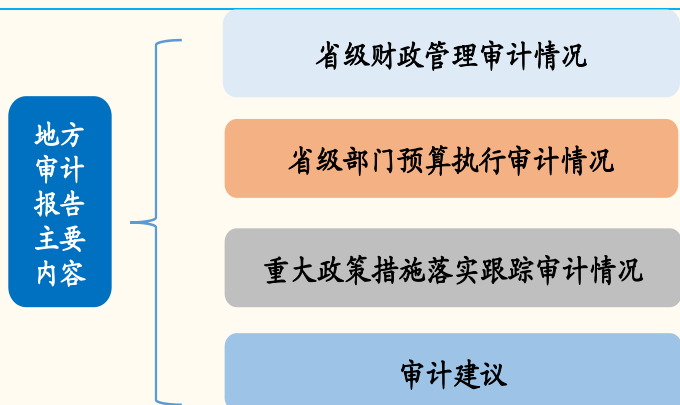 地方
审计
报告
主要
内容
省级财政管理审计情况
省级部门预算执行审计情况
重大政策措施落实跟踪审计情况
审计建议